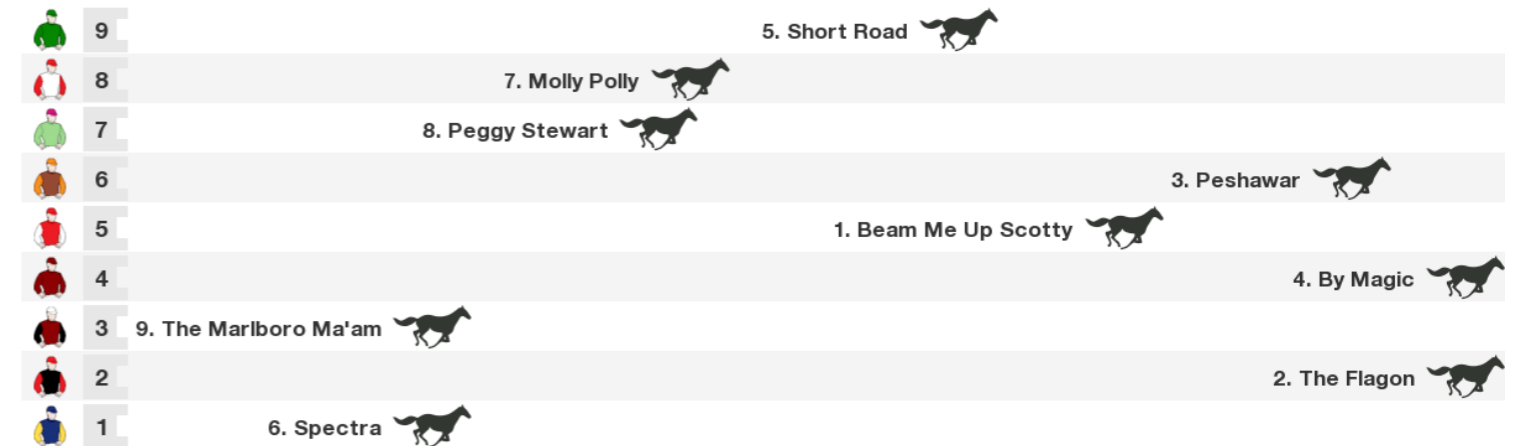 9 5. Short Road
8 7. Molly Polly
7 8. Peggy Stewart
6 3. Peshawar
5 1. Beam Me Up Scotty
4 4. By Magic
3 9. The Marlboro Ma'am
2 2. The Flagon
1 6. Spectra